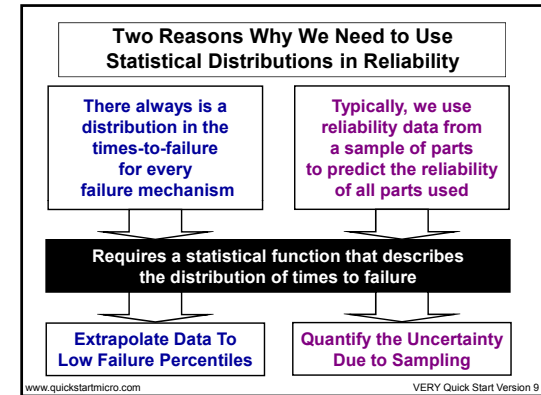 Two Reasons Why We Need to Use
Statistical Distributions in Reliability
There always is a
distribution in the
times-to-failure
for every
failure mechanism
Typically, we use
reliability data from
a sample of parts
to predict the reliability
of all parts used
Requires a statistical function that describes
the distribution of times to failure
Extrapolate Data To
Low Failure Percentiles
Quantify the Uncertainty
Due to Sampling
www.quickstartmicro.com
VERY Quick Start Version 9